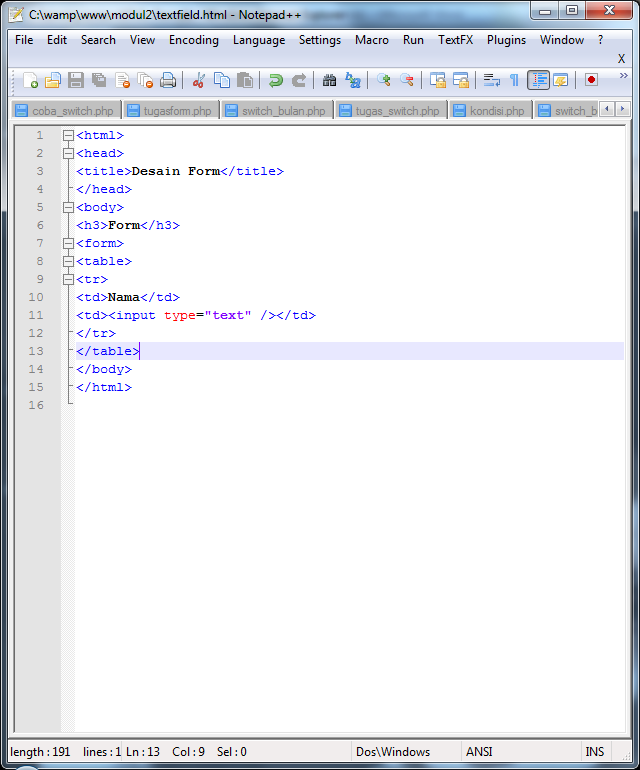 C:\wamp\www\modul2\textfield.html - Notepad++
File Edit Search View Encoding Language Settings Macro Run TextFX Plugins Window ?
X
coba_switch.php tugasform.php switch_bulan.php tugas_switch.php kondisi.php switch_b
1 <html>
2 <head>
3 <title>Desain Form</title>
4 </head>
5 <body>
6 <h3>Form</h3>
7 <form>
8 <table>
9 <tr>
10 <td>Nama</td>
11 <td><input type="text" /></td>
12 </tr>
13 </table>
14 </body>
15 </html>
16
length : 191 lines : 1 Ln : 13 Col : 9 Sel : 0 Dos\Windows ANSI INS